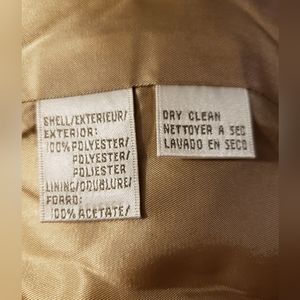 SHELL/EXTERIEUR/
EXTERIOR:
100% POLYESTER/
POLYESTER/
POLIESTER
LINING/DOUBLURE/
FORRO:
100% ACETATE/
DRY CLEAN
NETTOYER A SEC
LAVADO EN SECO